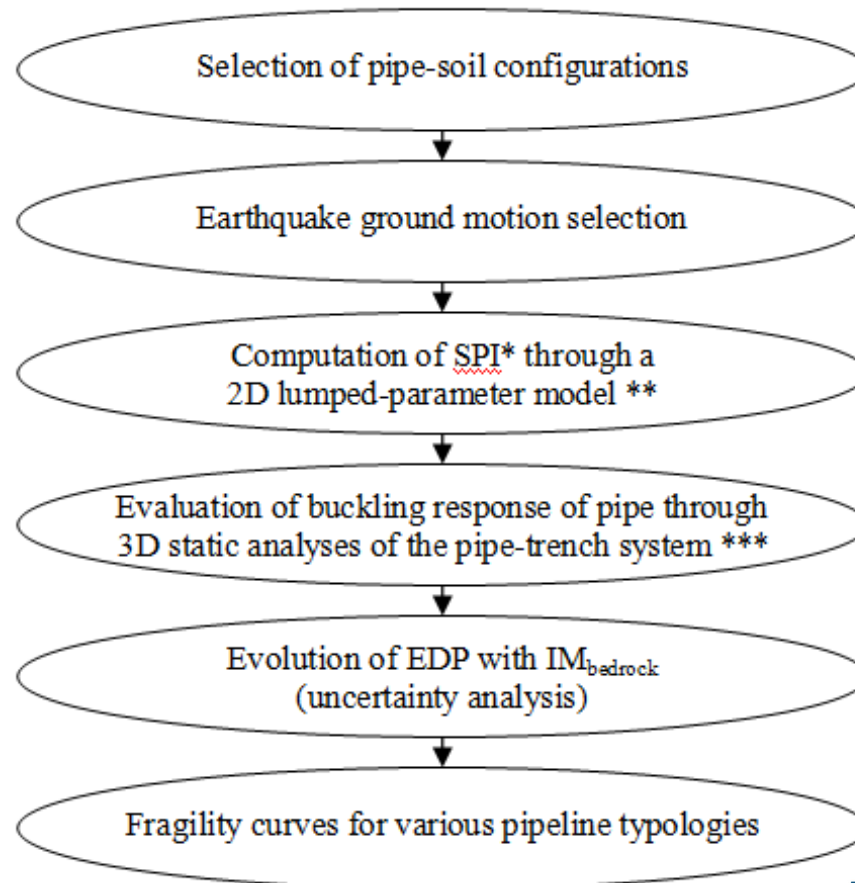 Selection of pipe-soil configurations
Earthquake ground motion selection
Computation of SPI* through a
2D lumped-parameter model **
Evaluation of buckling response of pipe through
3D static analyses of the pipe-trench system ***
Evolution of EDP with IMbedrock
(uncertainty analysis)
Fragility curves for various pipeline typologies